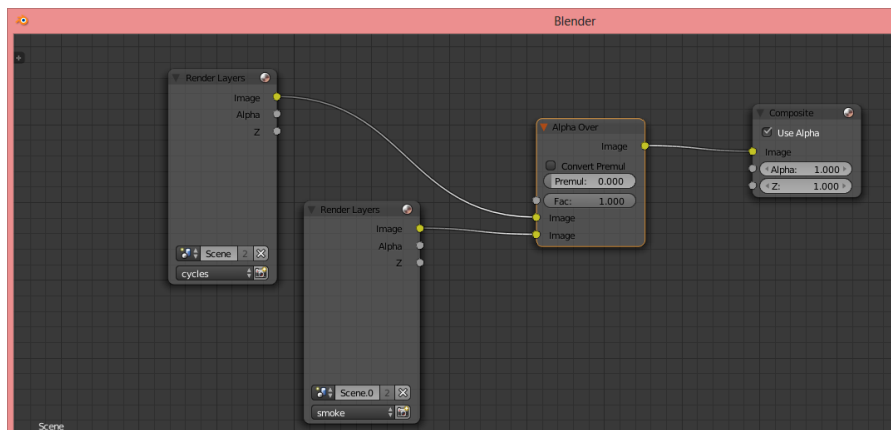 Blender
Render Layers
Image
Alpha
Z
Scene 2
cycles
Render Layers
Image
Alpha
Z
Scene.0 2
smoke
Alpha Over
Image
Convert Premul
Premul: 0.000
Fac: 1.000
Image
Image
Composite
Use Alpha
Image
Alpha: 1.000
Z: 1.000
Scene